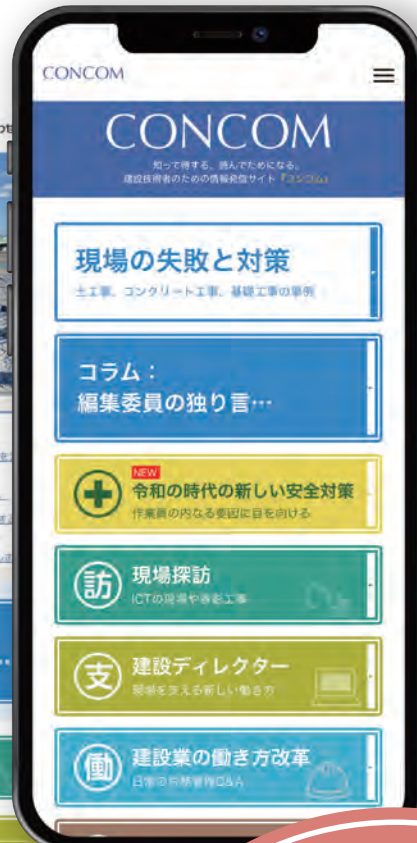 CONCOM
CONCOM
知って得する、読んでためになる。
建設技術者のための情報発信サイト『コンコム』
現場の失敗と対策
土工事、コンクリート工事、基礎工事の事例
コラム：
編集委員の独り言…
NEW
令和の時代の新しい安全対策
作業員の内なる要因に目を向ける
訪
現場探訪
ICTの現場や表彰工事
支
建設ディレクター
現場を支える新しい働き方
働
建設業の働き方改革